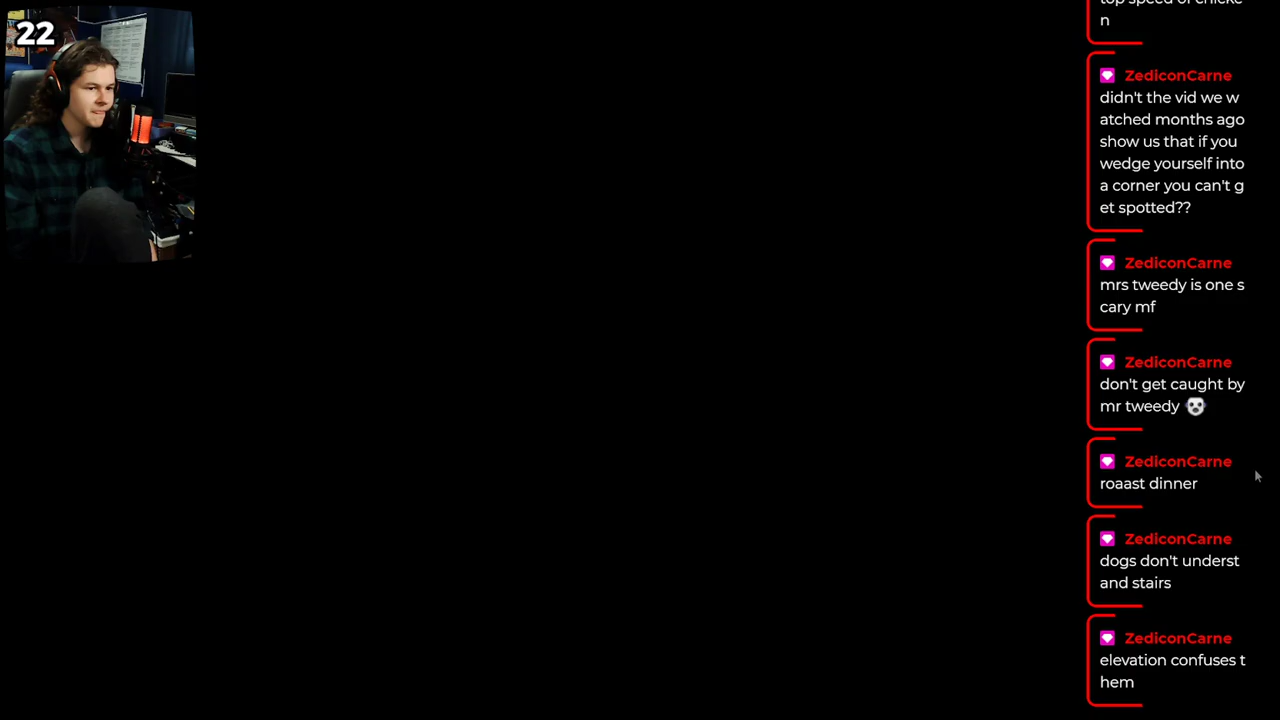 22
n
ZediconCarne
didn't the vid we w
atched months ago
show us that if you
wedge yourself into
a corner you can't g
et spotted??
ZediconCarne
mrs tweedy is one s
cary mf
ZediconCarne
don't get caught by
mr tweedy
ZediconCarne
roaast dinner
ZediconCarne
dogs don't underst
and stairs
ZediconCarne
elevation confuses t
hem